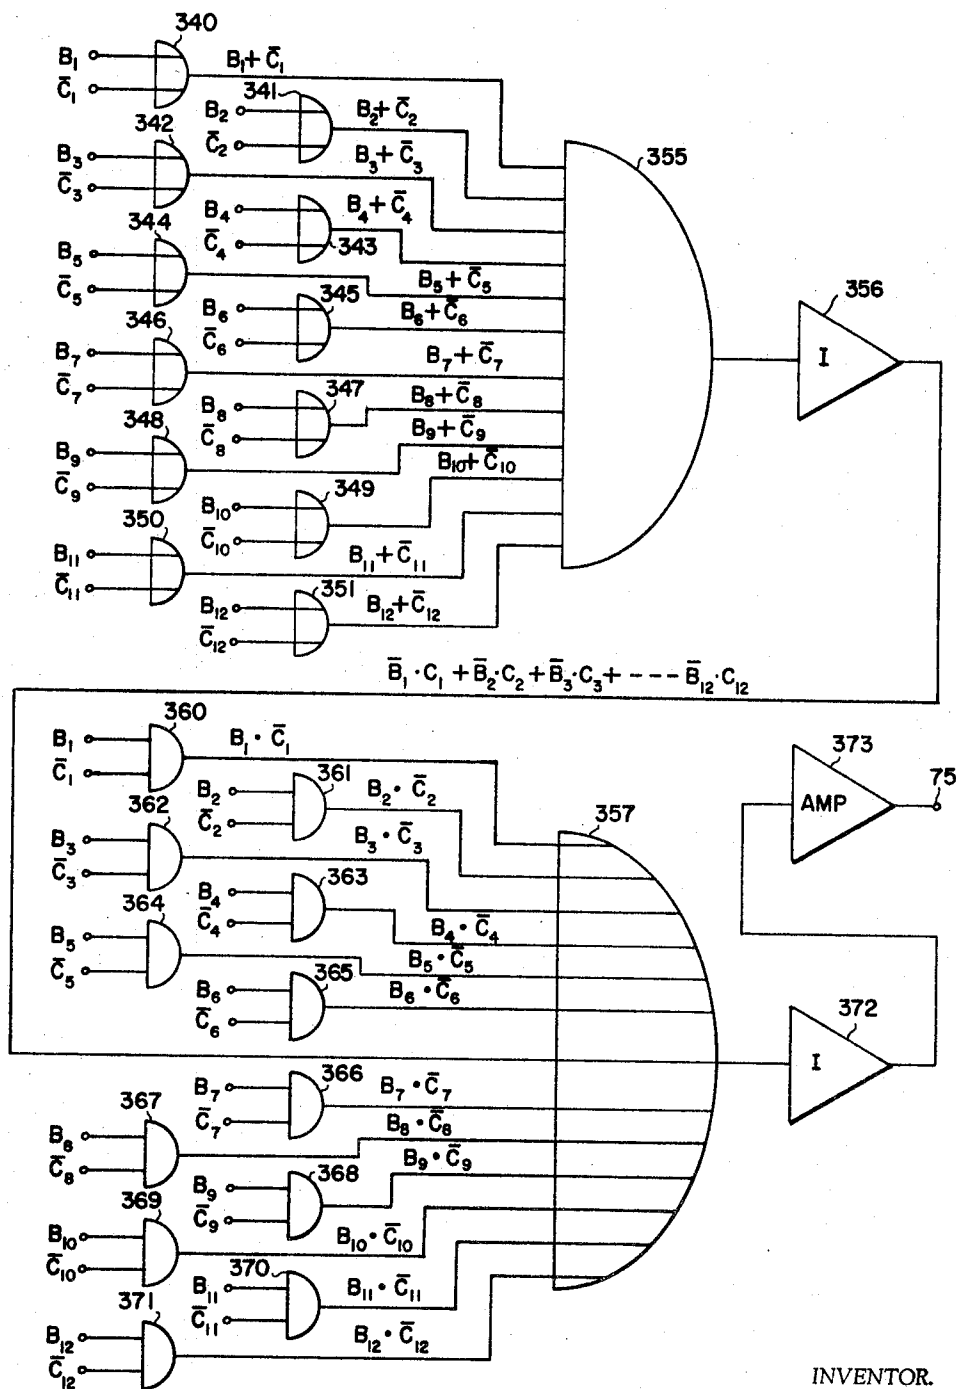 340
B₁
C̄₁
B₁ + C̄₁
341
B₂
C̄₂
B₂ + C̄₂
342
B₃
C̄₃
B₃ + C̄₃
355
B₄
C̄₄
B₄ + C̄₄
343
344
B₅
C̄₅
B₅ + C̄₅
345
B₆
C̄₆
B₆ + C̄₆
356
I
346
B₇
C̄₇
B₇ + C̄₇
347
B₈
C̄₈
B₈ + C̄₈
348
B₉
C̄₉
B₉ + C̄₉
349
B₁₀
C̄₁₀
B₁₀ + C̄₁₀
350
B₁₁
C̄₁₁
B₁₁ + C̄₁₁
351
B₁₂
C̄₁₂
B₁₂ + C̄₁₂
B̄₁ · C₁ + B̄₂ · C₂ + B̄₃ · C₃ + - - - - B̄₁₂ · C₁₂
360
B₁
C̄₁
B₁ · C̄₁
361
B₂
C̄₂
B₂ · C̄₂
373
AMP
75
362
B₃
C̄₃
B₃ · C̄₃
357
363
B₄
C̄₄
B₄ · C̄₄
364
B₅
C̄₅
B₅ · C̄₅
365
B₆
C̄₆
B₆ · C̄₆
372
I
366
B₇
C̄₇
B₇ · C̄₇
367
B₈
C̄₈
B₈ · C̄₈
368
B₉
C̄₉
B₉ · C̄₉
369
B₁₀
C̄₁₀
B₁₀ · C̄₁₀
370
B₁₁
C̄₁₁
B₁₁ · C̄₁₁
371
B₁₂
C̄₁₂
B₁₂ · C̄₁₂
INVENTOR.